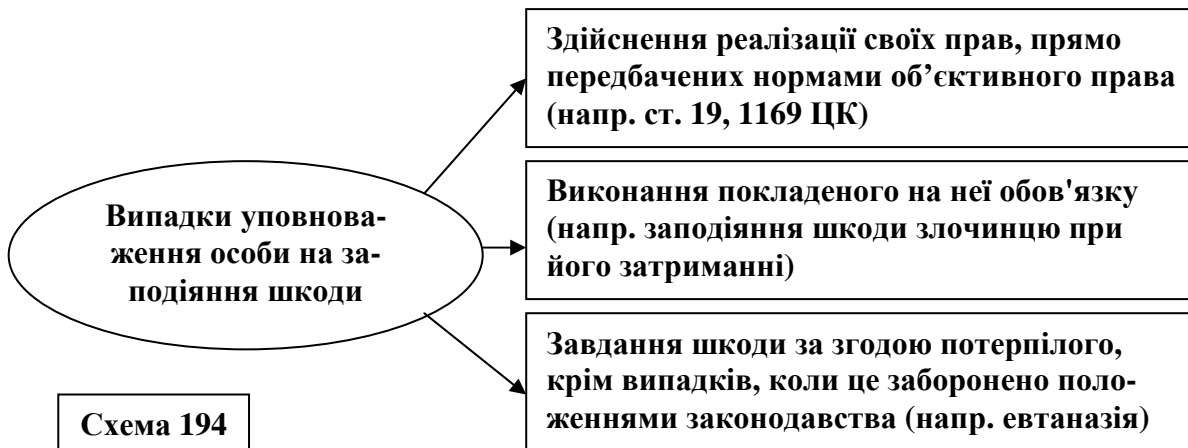 Здійснення реалізації своїх прав, прямо
передбачених нормами об’єктивного права
(напр. ст. 19, 1169 ЦК)
Випадки уповнова-
ження особи на за-
подіяння шкоди
Виконання покладеного на неї обов'язку
(напр. заподіяння шкоди злочинцю при
його затриманні)
Завдання шкоди за згодою потерпілого,
крім випадків, коли це заборонено поло-
женнями законодавства (напр. евтаназія)
Схема 194